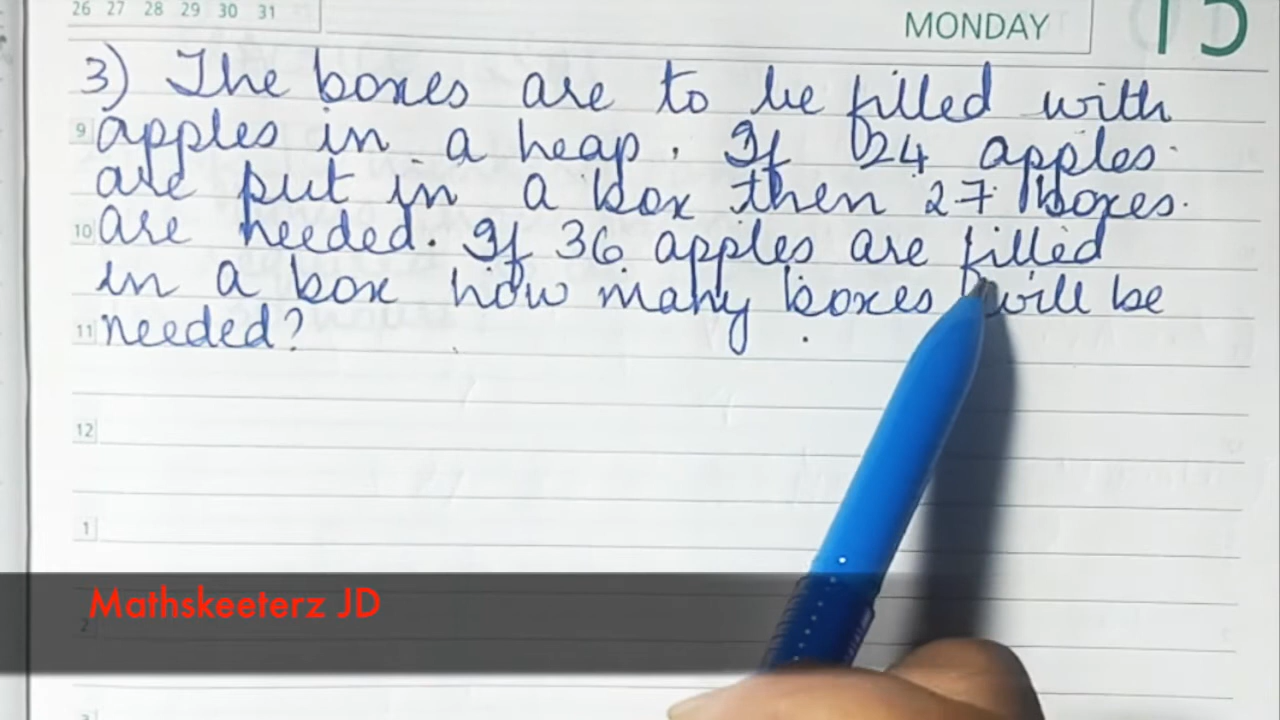 26 27 28 29 30 31
MONDAY 15
3) The boxes are to be filled with
9 apples in a heap. If 24 apples
are put in a box then 27 boxes.
10 are needed. If 36 apples are filled
in a box how many boxes will be
11 needed?
12
1
Mathskeeterz JD
2
3